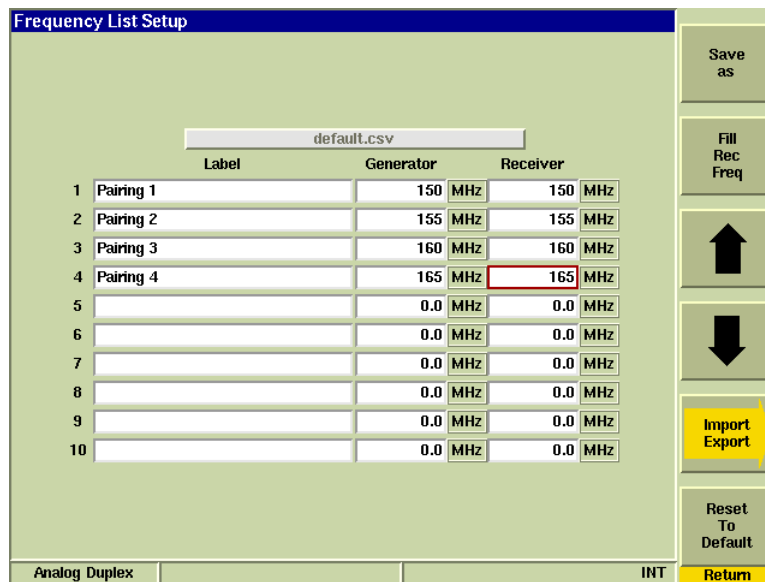 Frequency List Setup
default.csv
Label Generator Receiver
1 Pairing 1 150 MHz 150 MHz
2 Pairing 2 155 MHz 155 MHz
3 Pairing 3 160 MHz 160 MHz
4 Pairing 4 165 MHz 165 MHz
5 0.0 MHz 0.0 MHz
6 0.0 MHz 0.0 MHz
7 0.0 MHz 0.0 MHz
8 0.0 MHz 0.0 MHz
9 0.0 MHz 0.0 MHz
10 0.0 MHz 0.0 MHz
Analog Duplex INT
Save
as
Fill
Rec
Freq
Import
Export
Reset
To
Default
Return